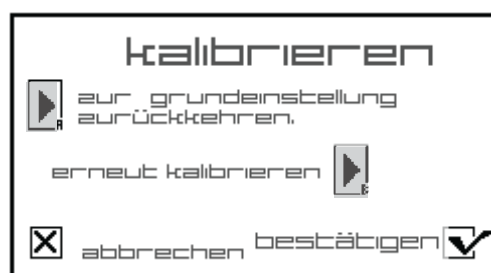 kalibrieren
zur grundeinstellung
zurückkehren.
A
erneut kalibrieren
B
abbrechen bestätigen